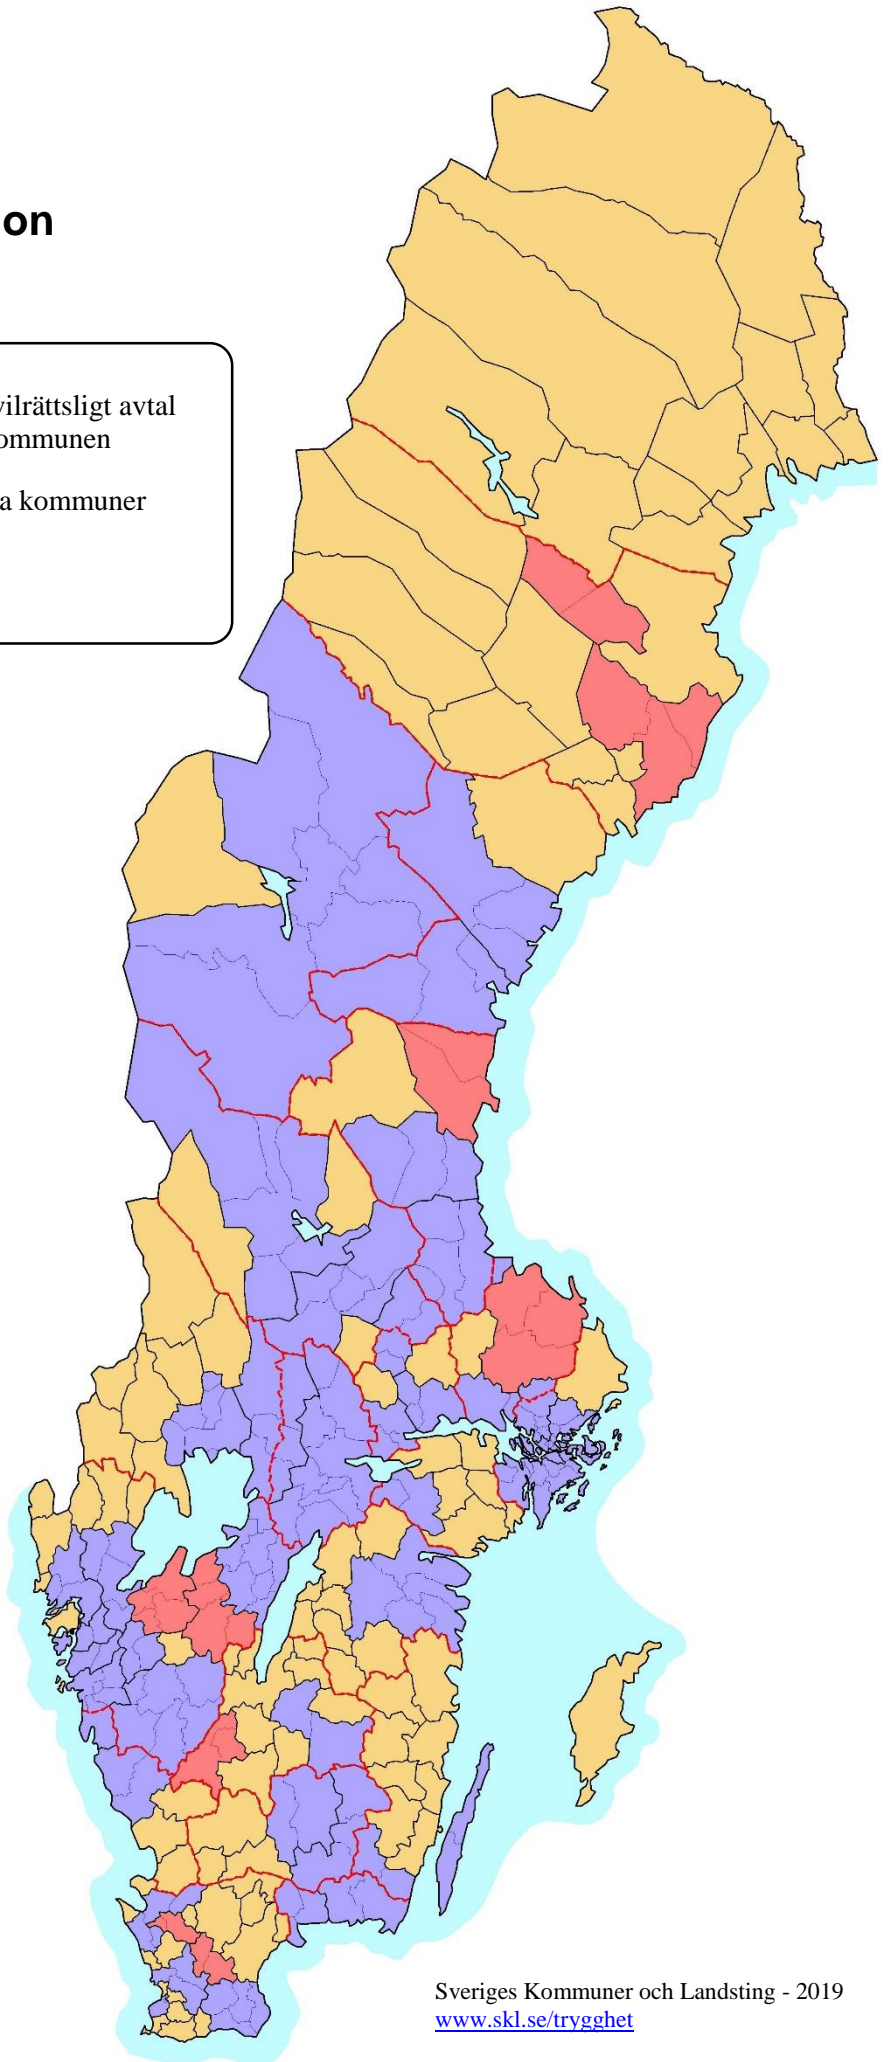 on
vilrättsligt avtal
ommunen
a kommuner
Sveriges Kommuner och Landsting - 2019
www.skl.se/trygghet